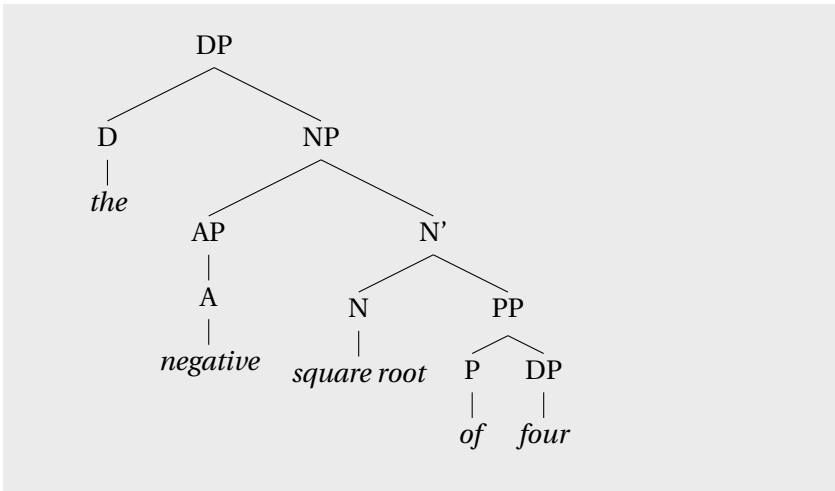 DP
D NP
the
AP N’
A N PP
negative square root P DP
of four